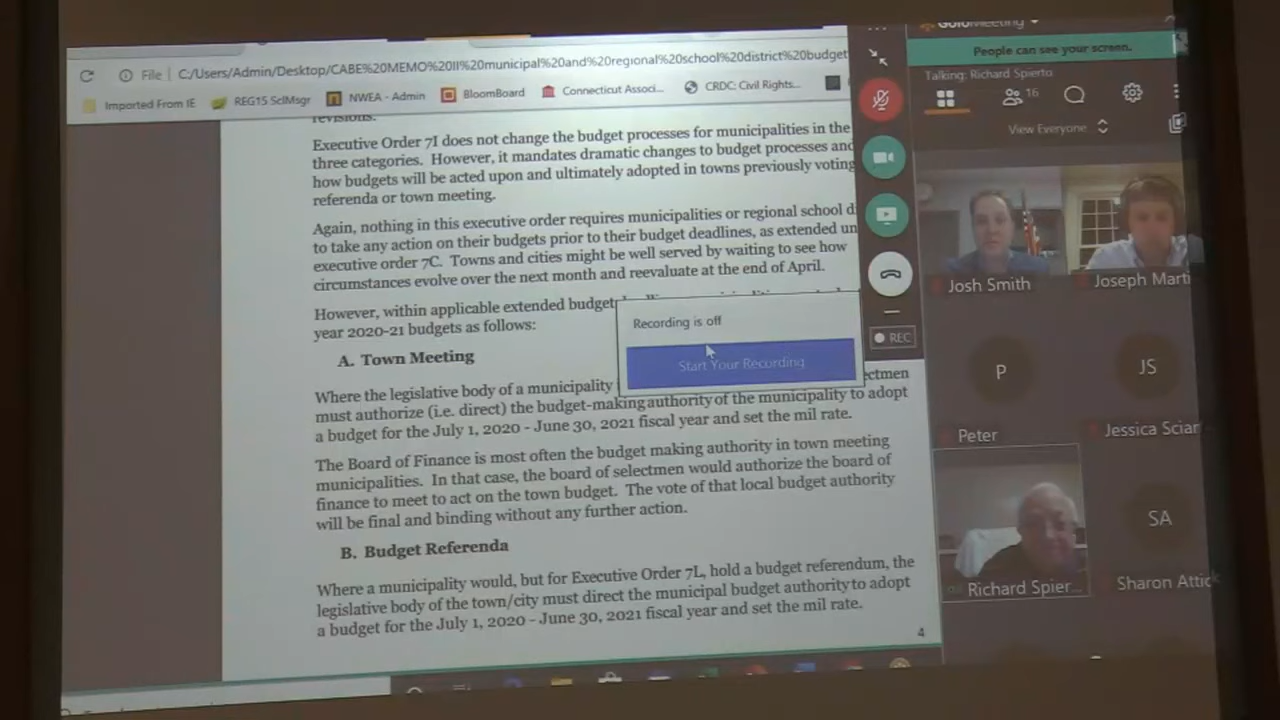 GoToMeeting
People can see your screen.
Talking: Richard Spierto
File | C:/Users/Admin/Desktop/CABE%20MEMO%20II%20municipal%20and%20regional%20school%20district%20budget
Imported From IE
REG15 SclMsgr
NWEA - Admin
BloomBoard
Connecticut Associ...
CRDC: Civil Rights...
16
View Everyone
revisions.
Executive Order 7I does not change the budget processes for municipalities in the
three categories. However, it mandates dramatic changes to budget processes and
how budgets will be acted upon and ultimately adopted in towns previously voting
referenda or town meeting.
Again, nothing in this executive order requires municipalities or regional school d
to take any action on their budgets prior to their budget deadlines, as extended un
executive order 7C. Towns and cities might be well served by waiting to see how
circumstances evolve over the next month and reevaluate at the end of April.
However, within applicable extended budget
year 2020-21 budgets as follows:
Recording is off
Start Your Recording
REC
A. Town Meeting
Where the legislative body of a municipality ectmen
must authorize (i.e. direct) the budget-making authority of the municipality to adopt
a budget for the July 1, 2020 - June 30, 2021 fiscal year and set the mil rate.
The Board of Finance is most often the budget making authority in town meeting
municipalities. In that case, the board of selectmen would authorize the board of
finance to meet to act on the town budget. The vote of that local budget authority
will be final and binding without any further action.
B. Budget Referenda
Where a municipality would, but for Executive Order 7L, hold a budget referendum, the
legislative body of the town/city must direct the municipal budget authority to adopt
a budget for the July 1, 2020 - June 30, 2021 fiscal year and set the mil rate.
4
Josh Smith
Joseph Marti
P
JS
Peter
Jessica Sciar
SA
Richard Spier...
Sharon Attic